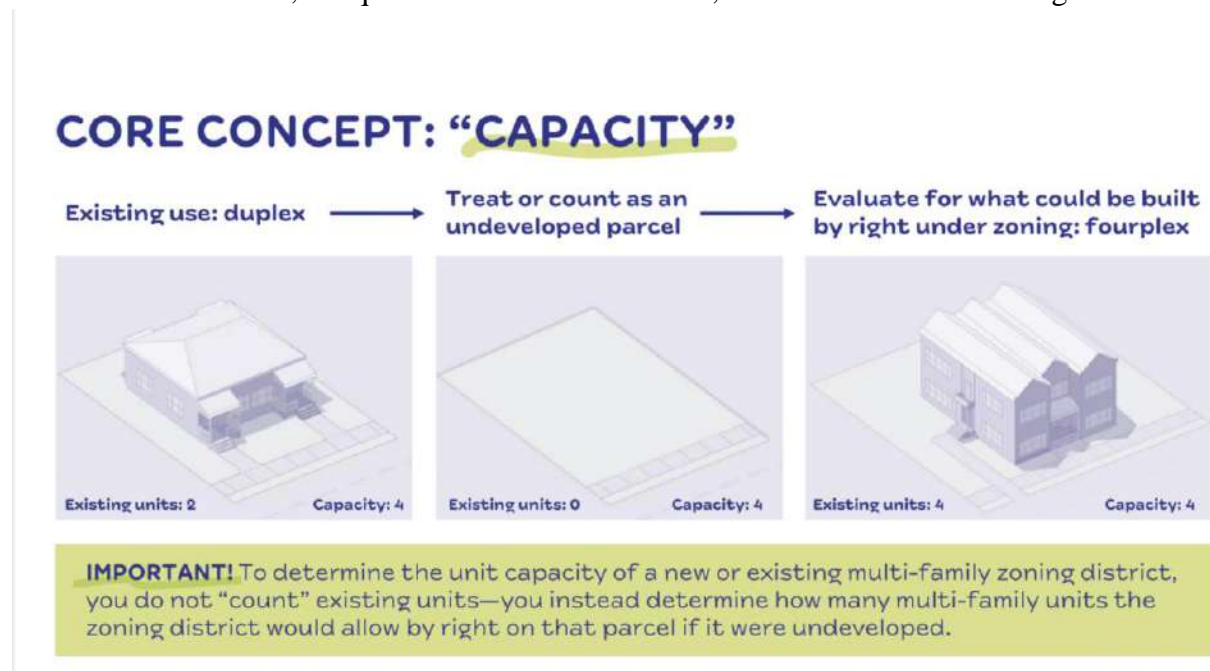 CORE CONCEPT: “CAPACITY”
Existing use: duplex
Treat or count as an
undeveloped parcel
Evaluate for what could be built
by right under zoning: fourplex
Existing units: 2 Capacity: 4
Existing units: 0 Capacity: 4
Existing units: 4 Capacity: 4
IMPORTANT! To determine the unit capacity of a new or existing multi-family zoning district,
you do not “count” existing units—you instead determine how many multi-family units the
zoning district would allow by right on that parcel if it were undeveloped.